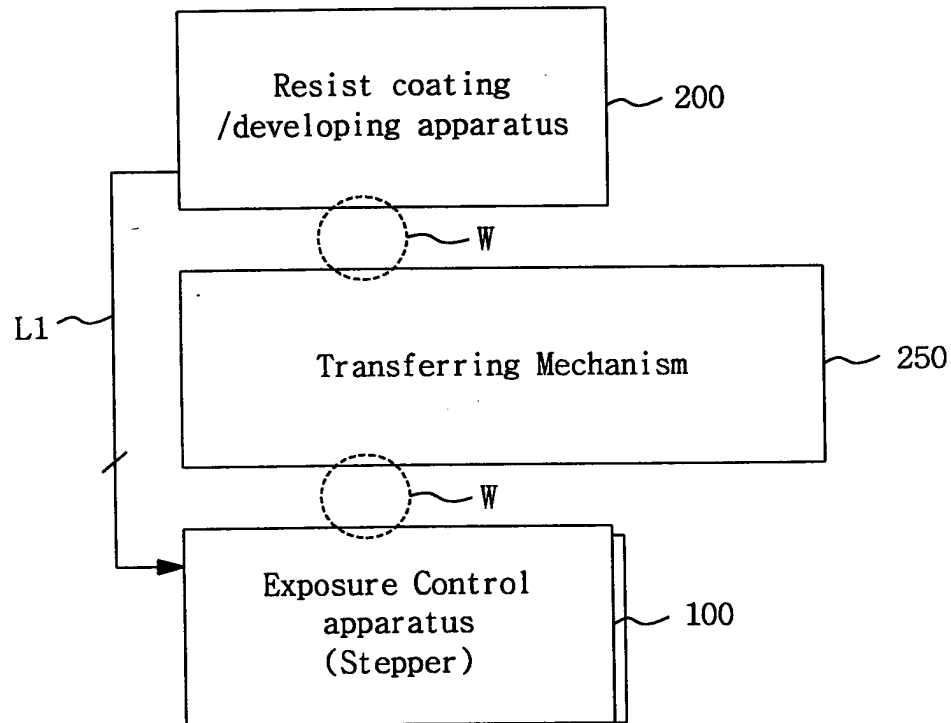 Resist coating
/developing apparatus
200
W
L1
Transferring Mechanism
250
W
Exposure Control
apparatus
(Stepper)
100